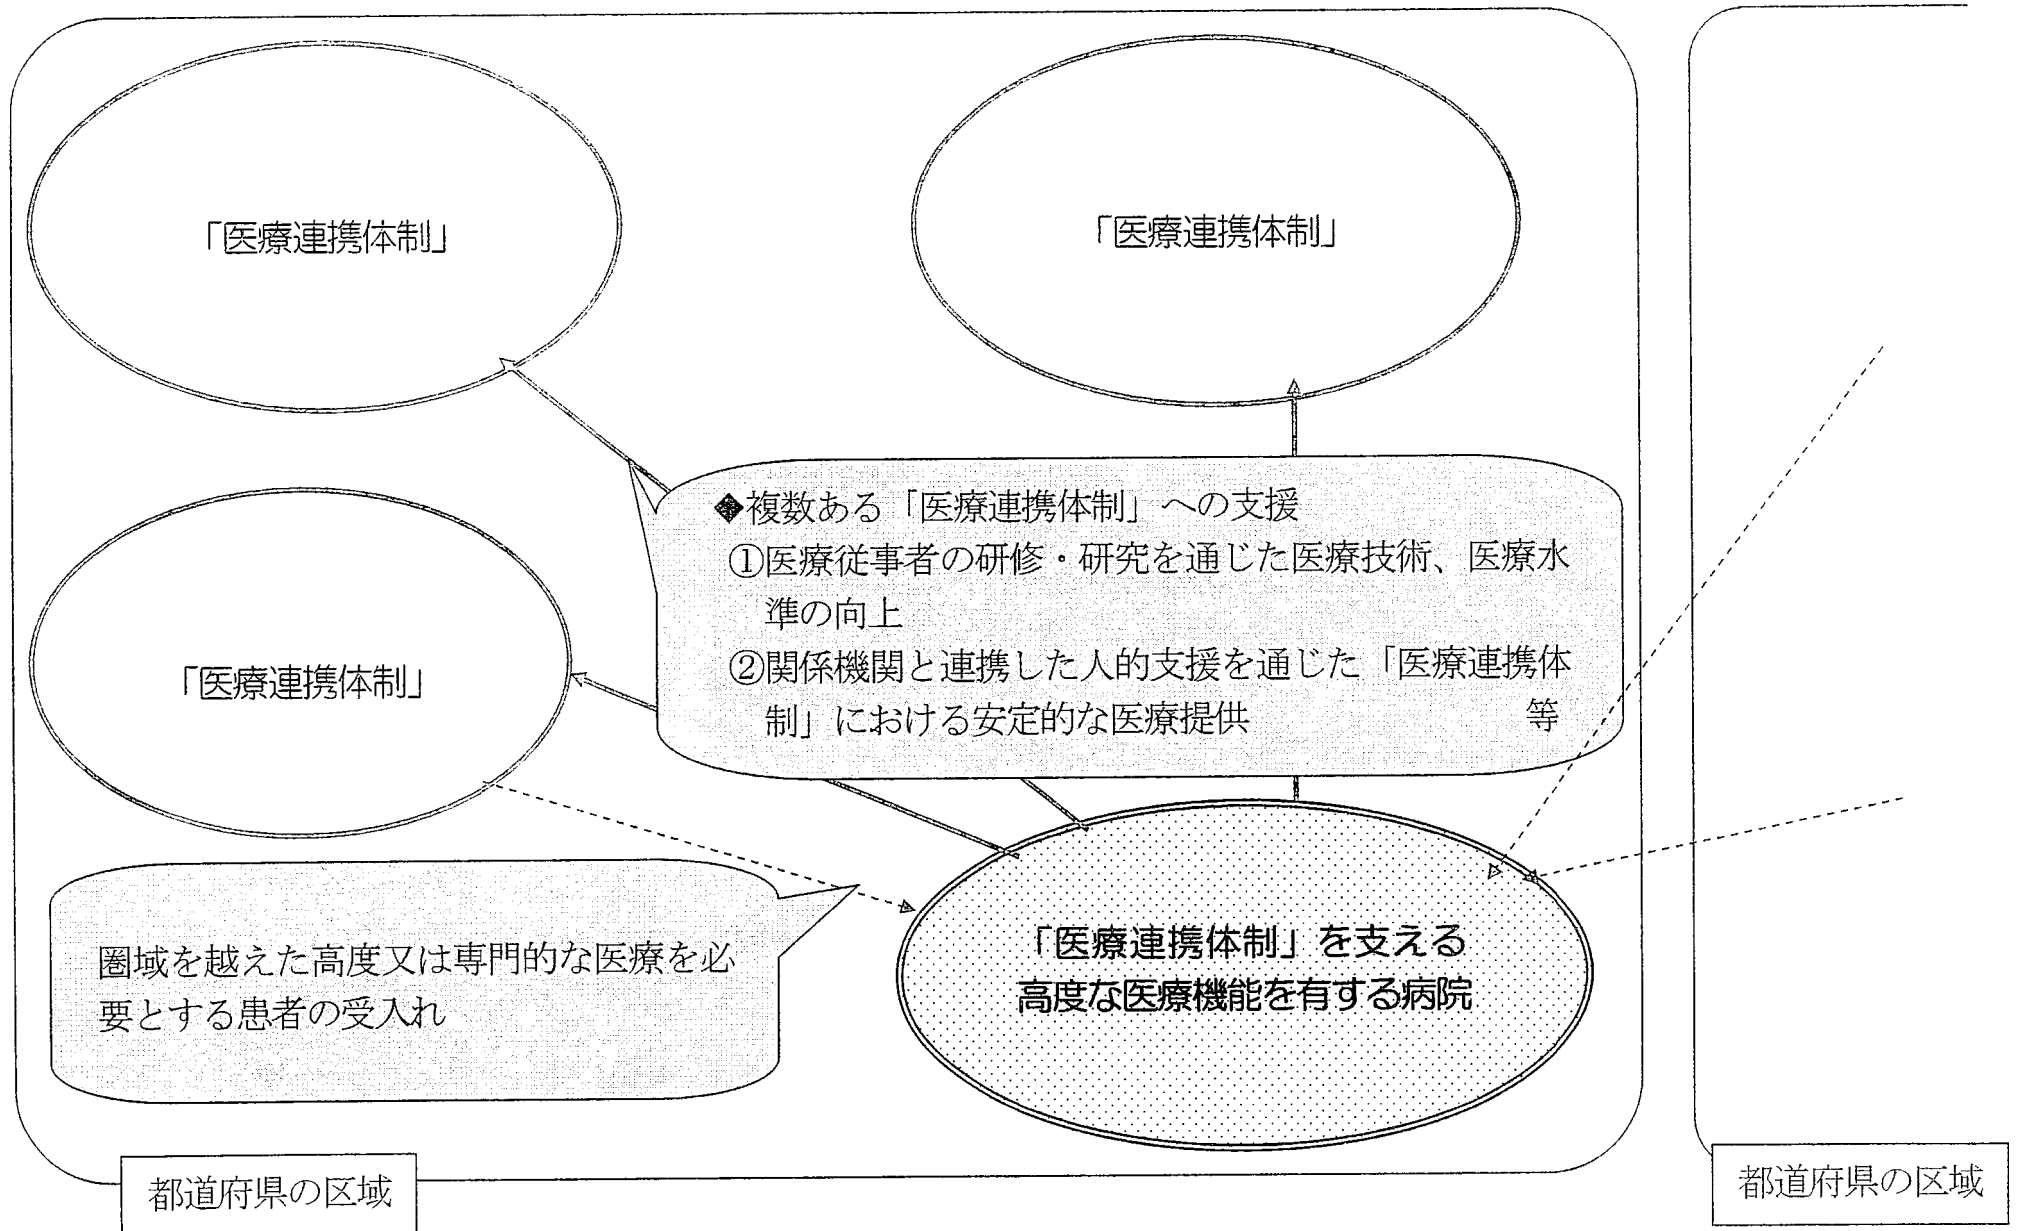 「医療連携体制」
「医療連携体制」
◆複数ある「医療連携体制」への支援
①医療従事者の研修・研究を通じた医療技術、医療水
準の向上
②関係機関と連携した人的支援を通じた「医療連携体
制」における安定的な医療提供 等
「医療連携体制」
圏域を越えた高度又は専門的な医療を必
要とする患者の受入れ
「医療連携体制」を支える
高度な医療機能を有する病院
都道府県の区域
都道府県の区域